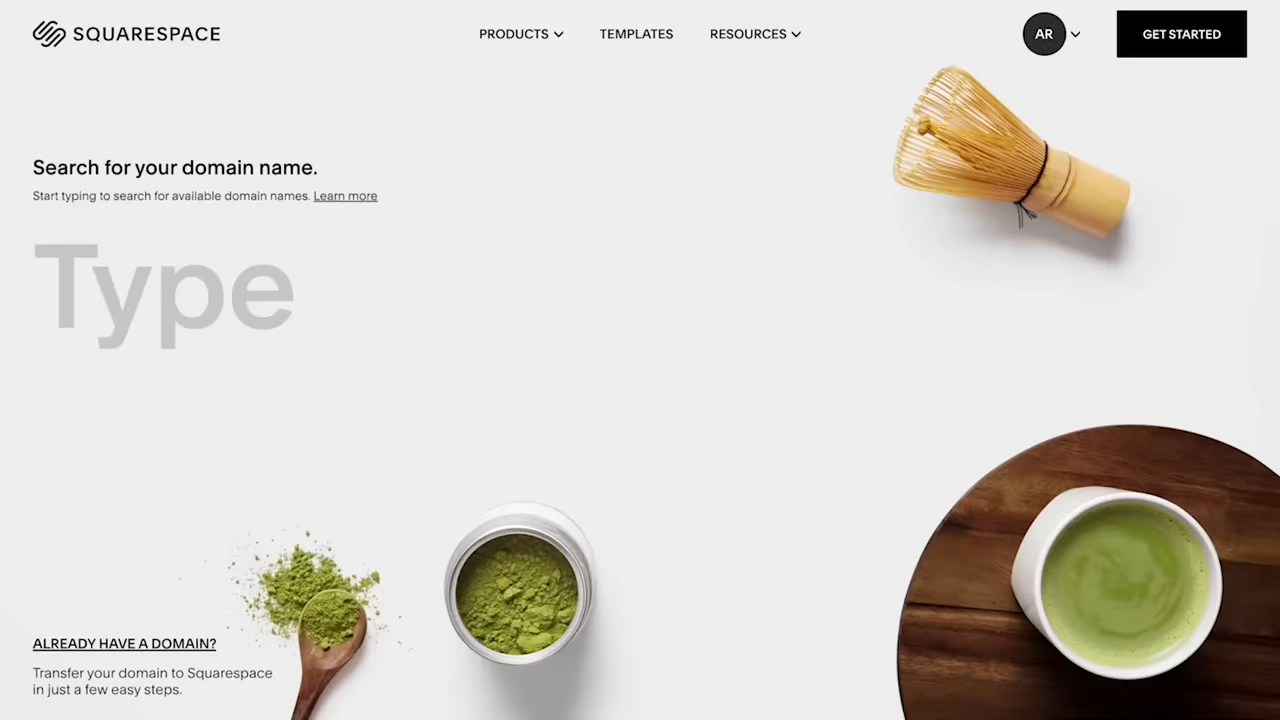 SQUARESPACE
PRODUCTS
TEMPLATES
RESOURCES
AR
GET STARTED
Search for your domain name.
Start typing to search for available domain names. Learn more
Type
ALREADY HAVE A DOMAIN?
Transfer your domain to Squarespace
in just a few easy steps.